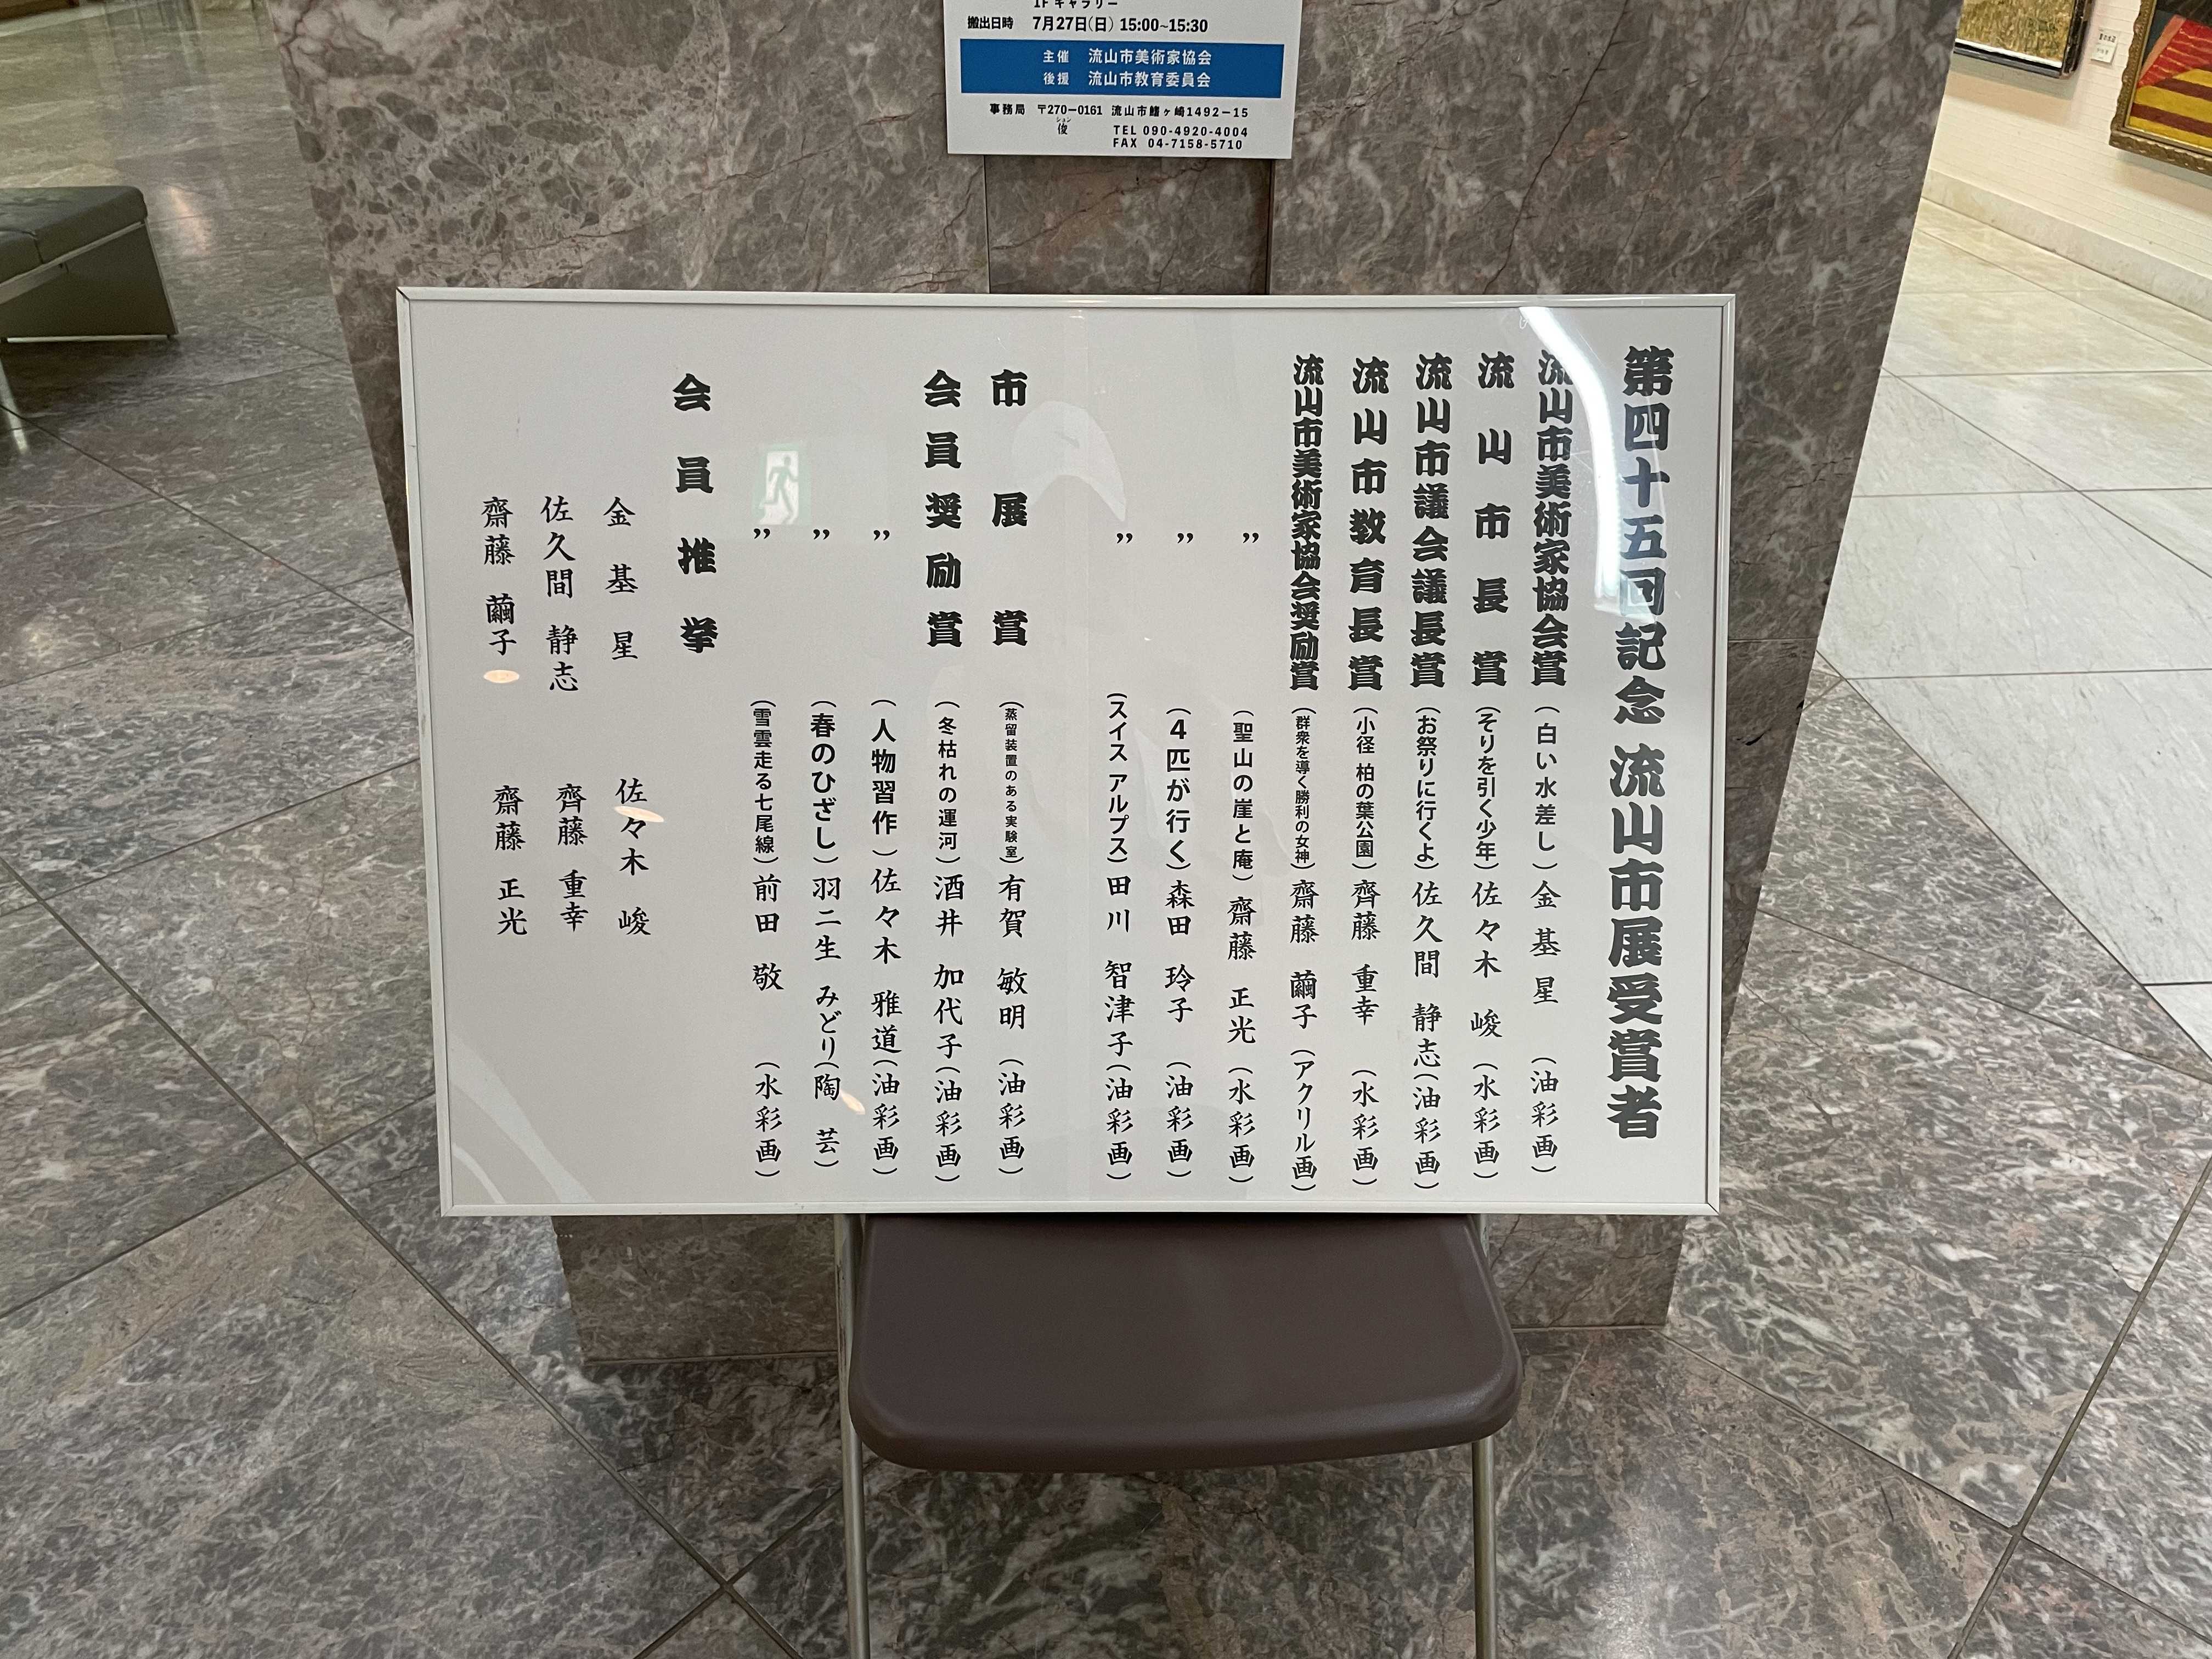 1F ギャラリー
搬出日時 7月27日(日) 15:00~15:30
主催 流山市美術家協会
後援 流山市教育委員会
事務局 〒270-0161 流山市鰭ヶ崎1492-15
シュン
俊
TEL 090-4920-4004
FAX 04-7158-5710
第四十五回記念 流山市展受賞者
流山市美術家協会賞 (白い水差し) 金基星 (油彩画)
流山市長賞 (そりを引く少年) 佐々木 峻 (水彩画)
流山市議会議長賞 (お祭りに行くよ) 佐久間 静志 (油彩画)
流山市教育長賞 (小径 柏の葉公園) 齊藤 重幸 (水彩画)
流山市美術家協会奨励賞 (群衆を導く勝利の女神) 齋藤 繭子 (アクリル画)
〃 (聖山の崖と庵) 齋藤 正光 (水彩画)
〃 (4匹が行く) 森田 玲子 (油彩画)
〃 (スイス アルプス) 田川 智津子 (油彩画)
市展賞 (蒸留装置のある実験室) 有賀 敏明 (油彩画)
会員奨励賞 (冬枯れの運河) 酒井 加代子 (油彩画)
〃 (人物習作) 佐々木 雅道 (油彩画)
〃 (春のひざし) 羽二生 みどり (陶芸)
〃 (雪雲走る七尾線) 前田 敬 (水彩画)
会員推挙
金基星 佐々木 峻
佐久間 静志 齊藤 重幸
齋藤 繭子 齋藤 正光